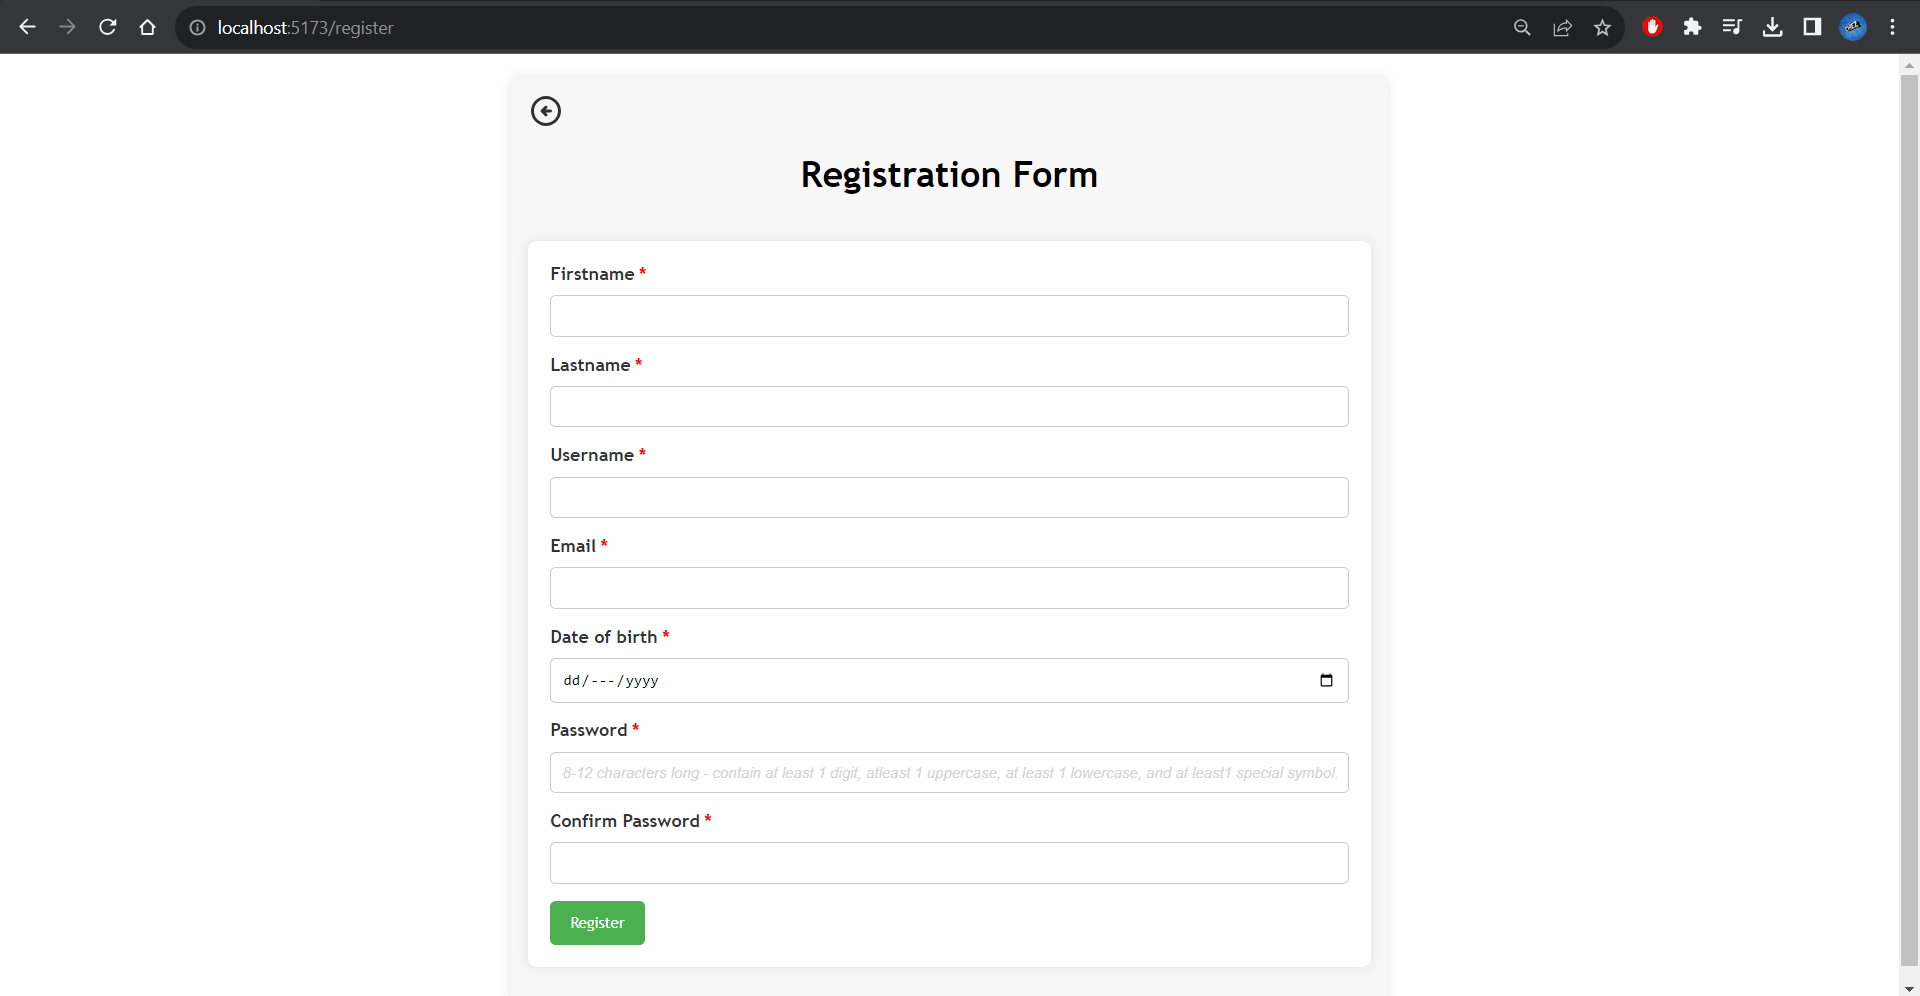 localhost:5173/register
Registration Form
Firstname *
Lastname *
Username *
Email *
Date of birth *
dd/---/yyyy
Password *
8-12 characters long - contain at least 1 digit, atleast 1 uppercase, at least 1 lowercase, and at least1 special symbol.
Confirm Password *
Register